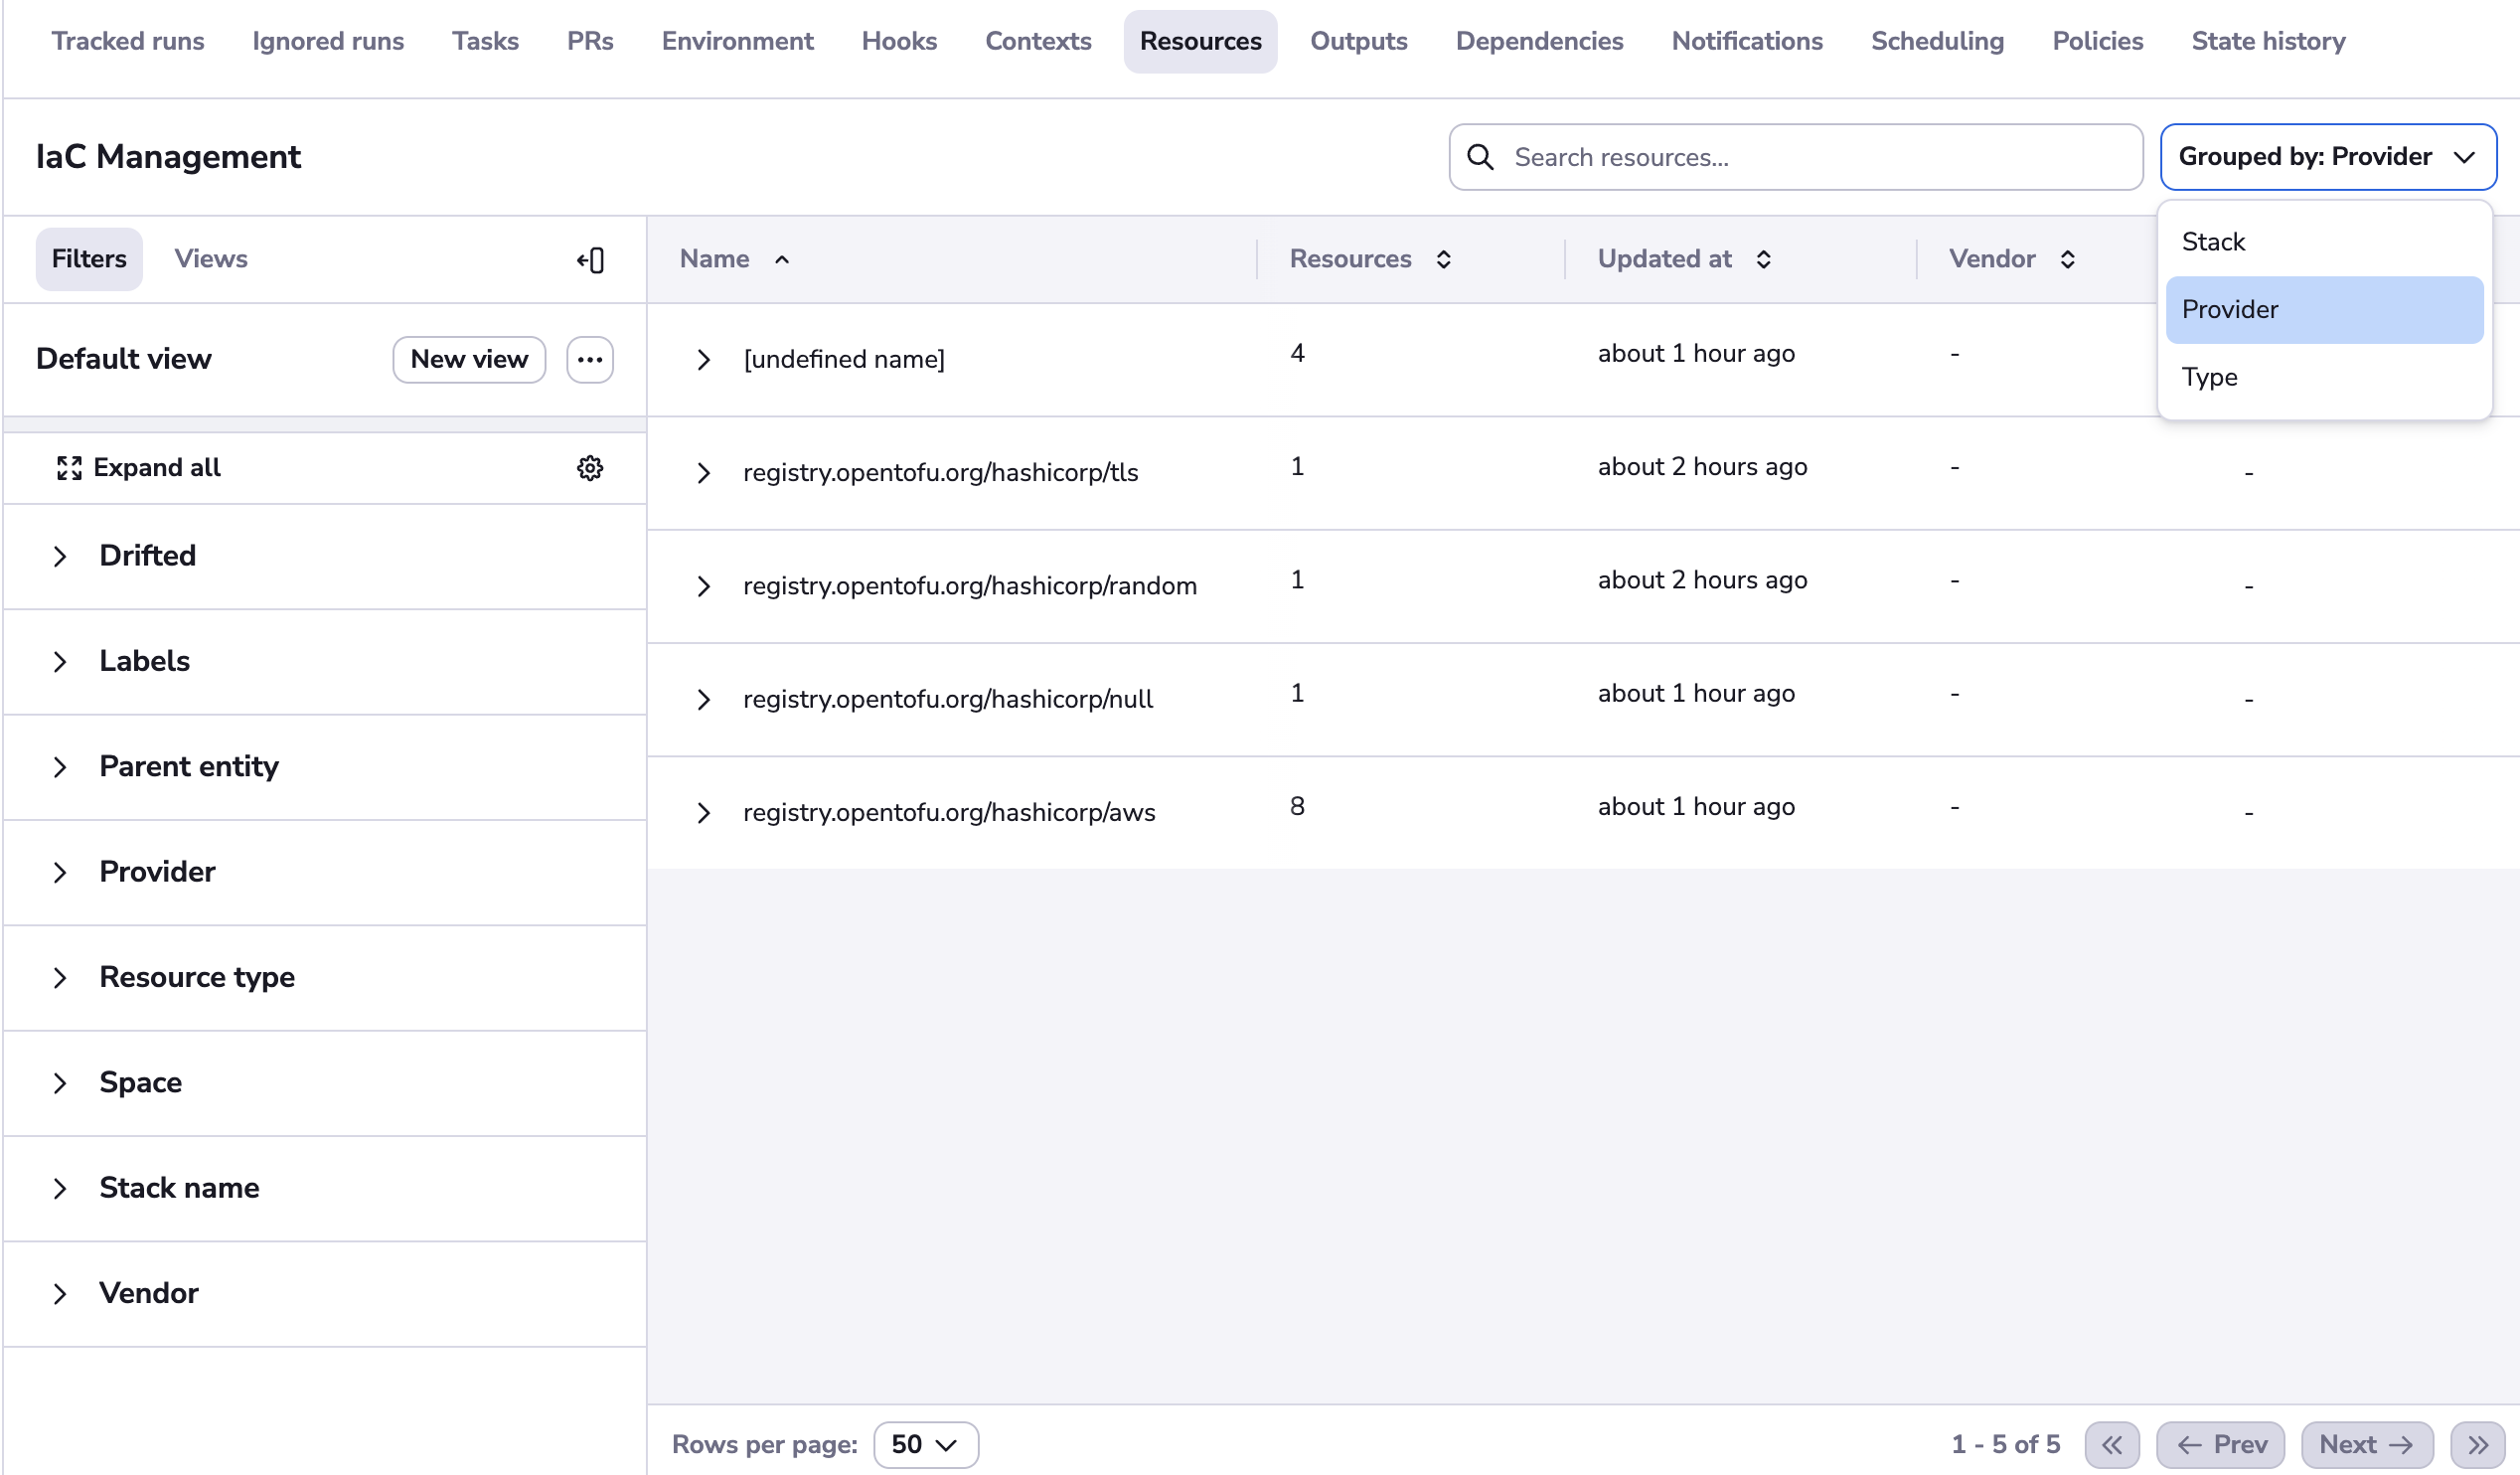 Tracked runs Ignored runs Tasks PRs Environment Hooks Contexts Resources Outputs Dependencies Notifications Scheduling Policies State history
IaC Management
Search resources...
Grouped by: Provider
Stack
Provider
Type
Filters Views
Default view
New view
Expand all
Drifted
Labels
Parent entity
Provider
Resource type
Space
Stack name
Vendor
Name Resources Updated at Vendor
[undefined name] 4 about 1 hour ago -
registry.opentofu.org/hashicorp/tls 1 about 2 hours ago - -
registry.opentofu.org/hashicorp/random 1 about 2 hours ago - -
registry.opentofu.org/hashicorp/null 1 about 1 hour ago - -
registry.opentofu.org/hashicorp/aws 8 about 1 hour ago - -
Rows per page: 50
1 - 5 of 5 Prev Next